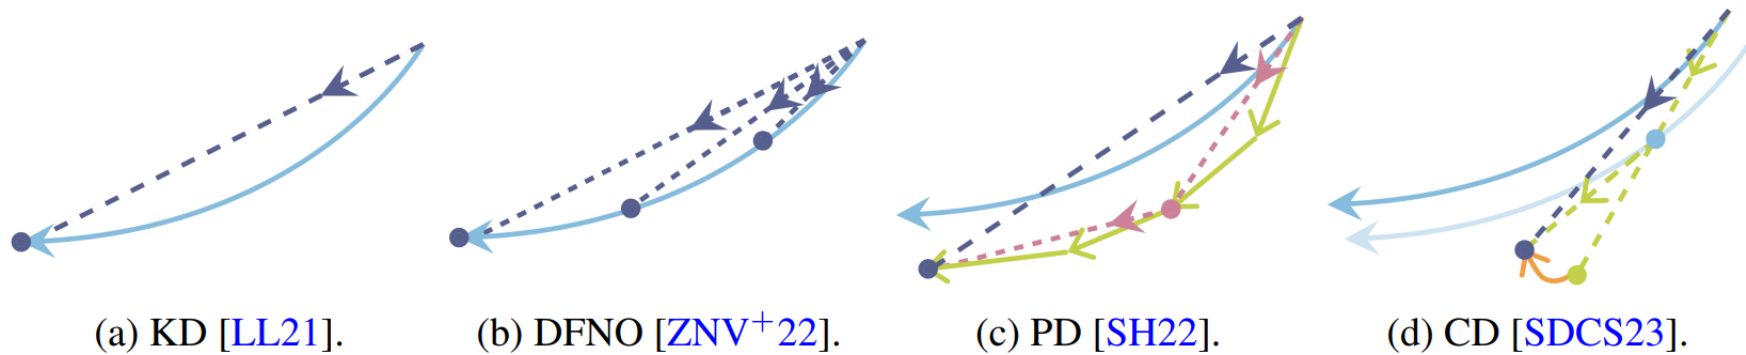 (a) KD [LL21]. (b) DFNO [ZNV+22]. (c) PD [SH22]. (d) CD [SDCS23].